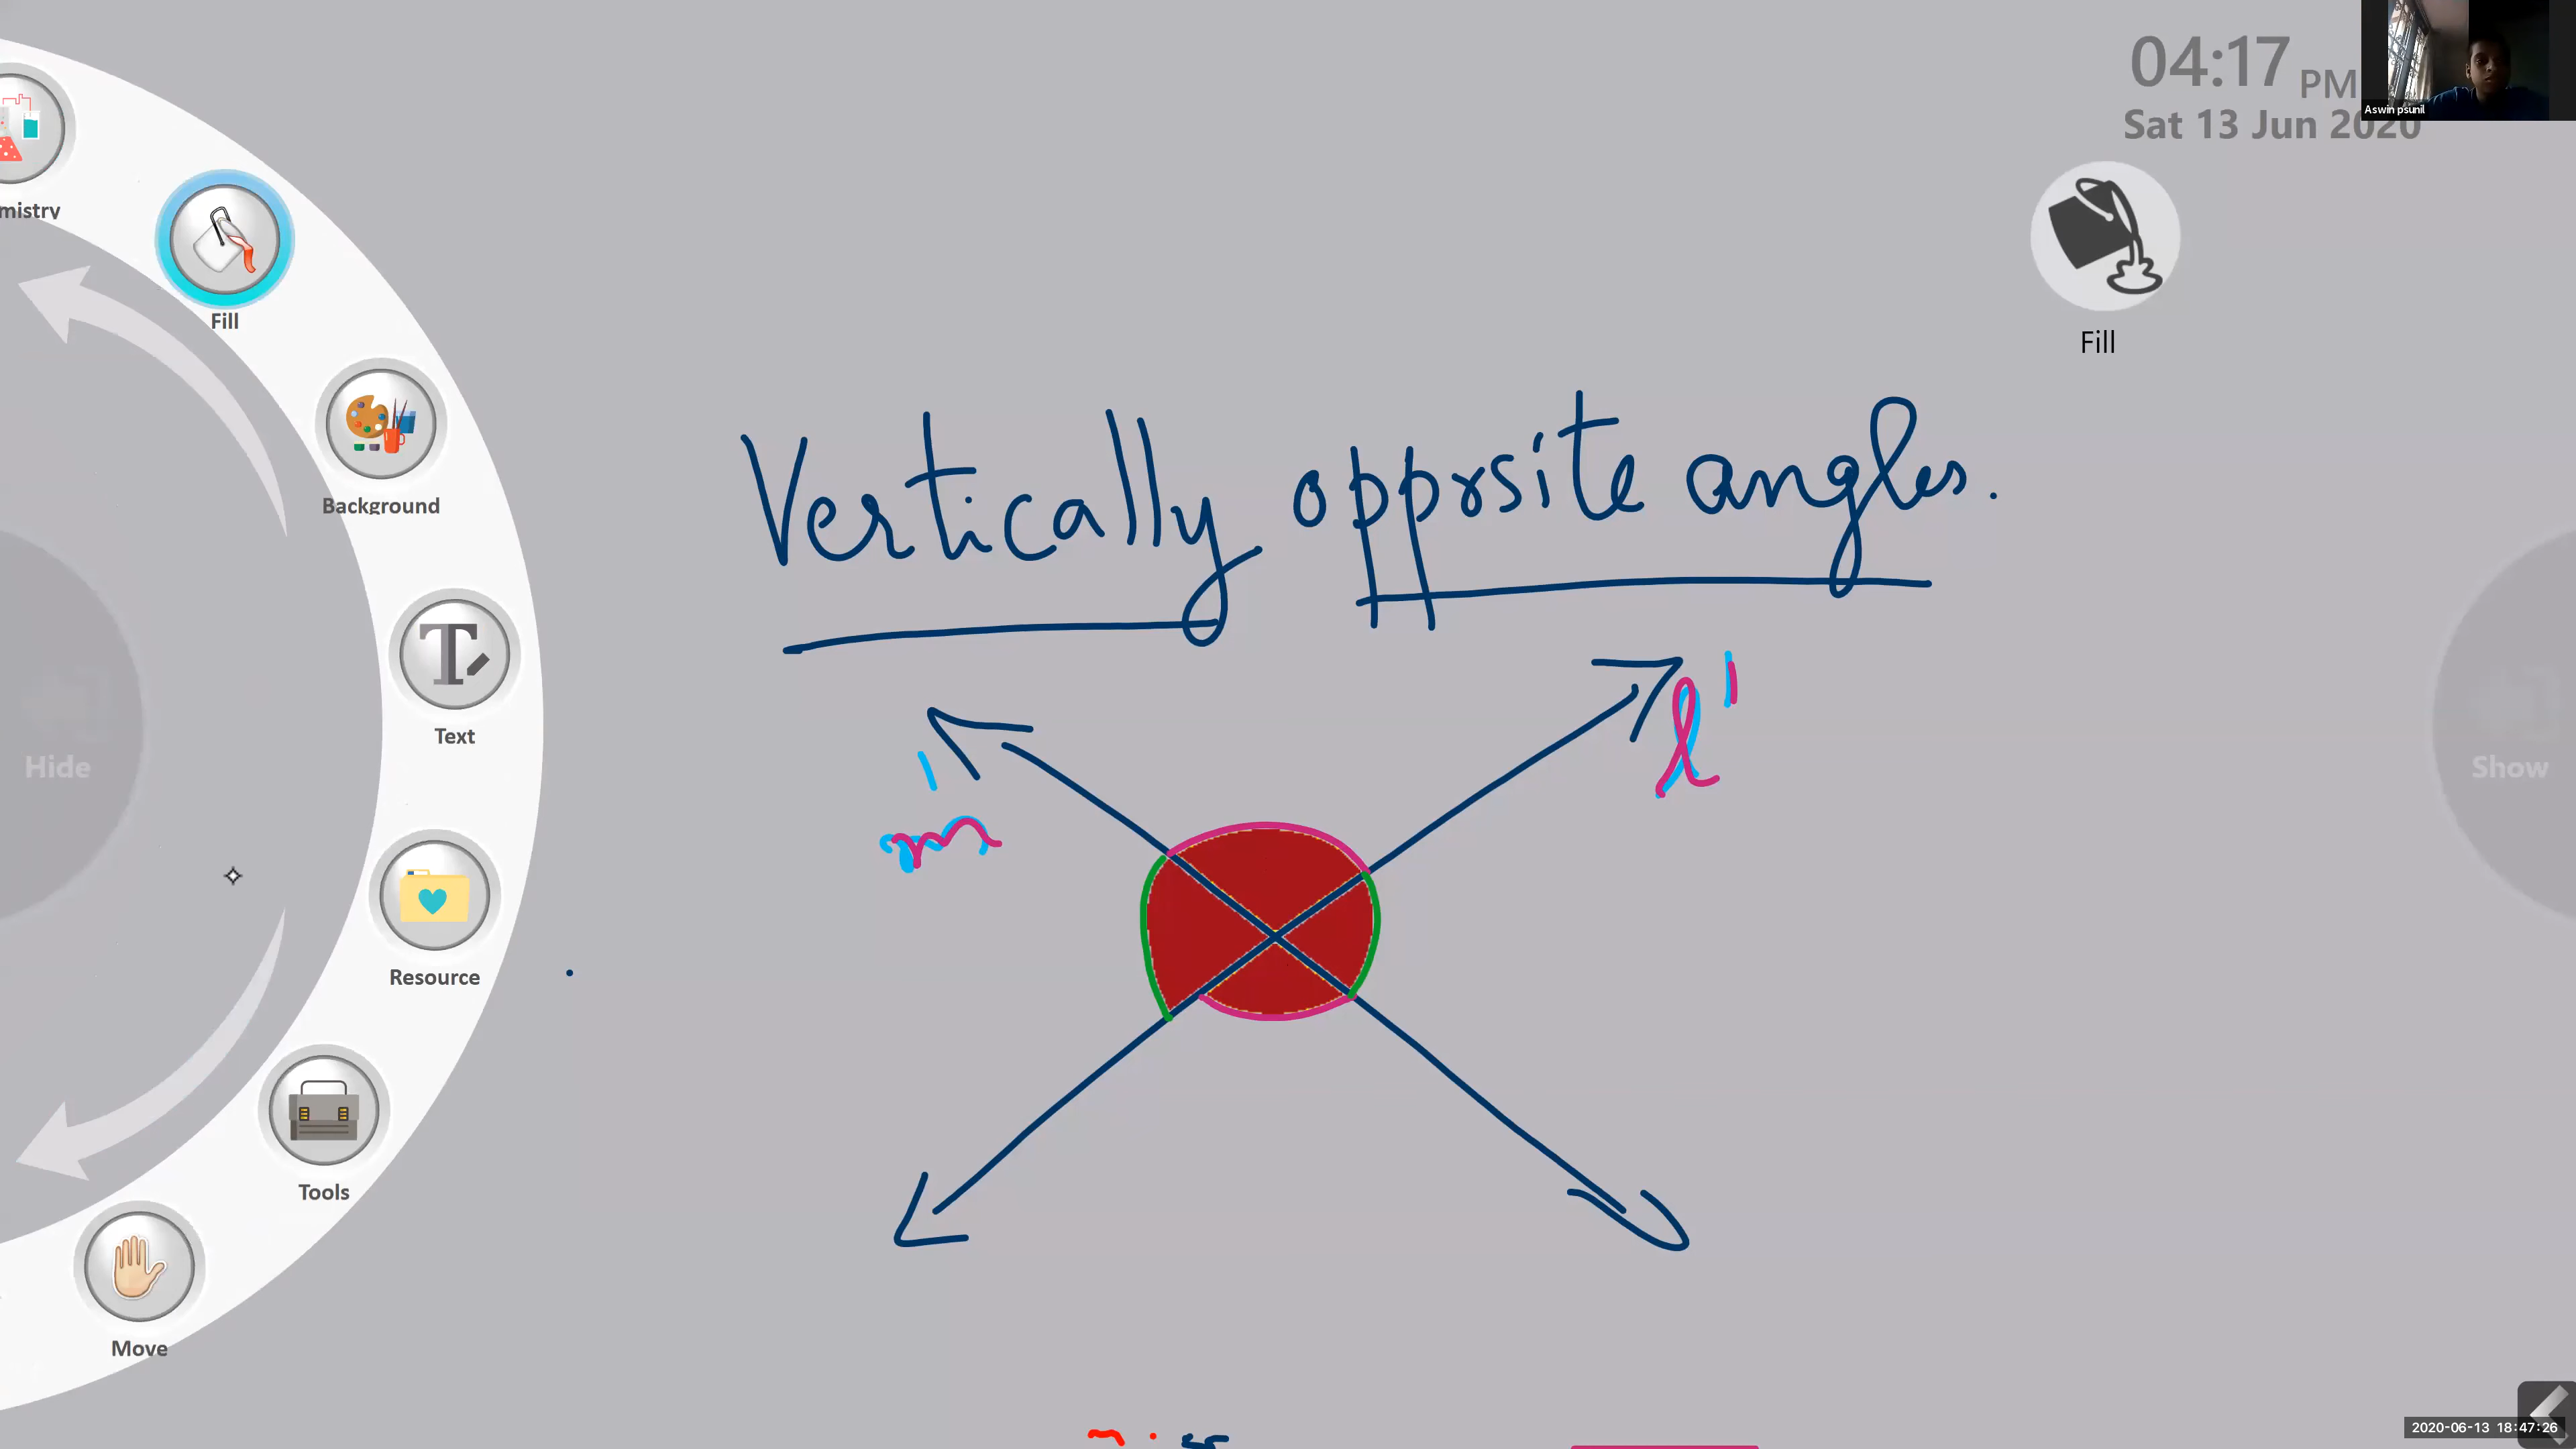 04:17 PM
Aswin psunil
Sat 13 Jun 2020
mistry
Fill
Fill
Background
Vertically opposite angles.
Text
l'
m'
Hide
Show
Resource
Tools
Move
2020-06-13 18:47:26